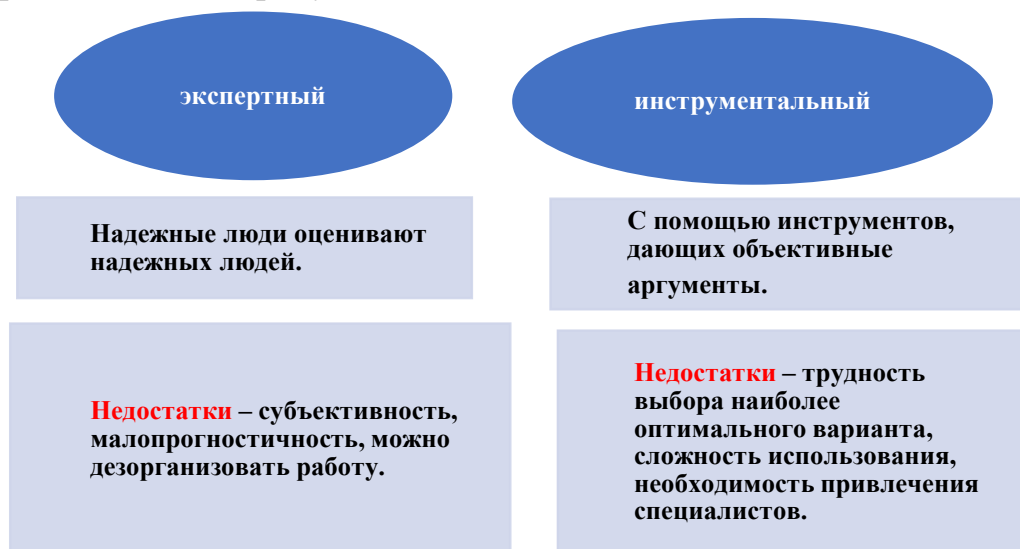 экспертный
инструментальный
Надежные люди оценивают
надежных людей.
С помощью инструментов,
дающих объективные
аргументы.
Недостатки – субъективность,
малопрогностичность, можно
дезорганизовать работу.
Недостатки – трудность
выбора наиболее
оптимального варианта,
сложность использования,
необходимость привлечения
специалистов.